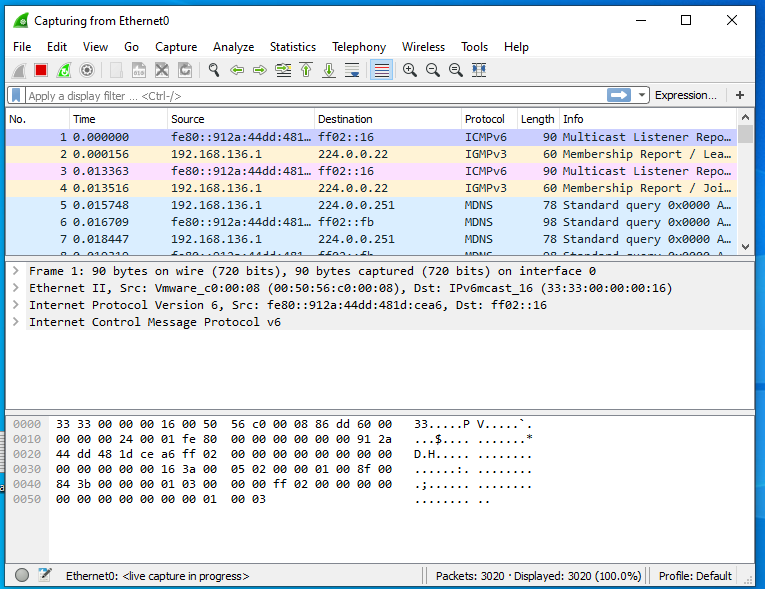 Capturing from Ethernet0
File Edit View Go Capture Analyze Statistics Telephony Wireless Tools Help
Apply a display filter ... <Ctrl-/> Expression... +
No. Time Source Destination Protocol Length Info
1 0.000000 fe80::912a:44dd:481… ff02::16 ICMPv6 90 Multicast Listener Repo…
2 0.000156 192.168.136.1 224.0.0.22 IGMPv3 60 Membership Report / Lea…
3 0.013363 fe80::912a:44dd:481… ff02::16 ICMPv6 90 Multicast Listener Repo…
4 0.013516 192.168.136.1 224.0.0.22 IGMPv3 60 Membership Report / Joi…
5 0.015748 192.168.136.1 224.0.0.251 MDNS 78 Standard query 0x0000 A…
6 0.016709 fe80::912a:44dd:481… ff02::fb MDNS 98 Standard query 0x0000 A…
7 0.018447 192.168.136.1 224.0.0.251 MDNS 78 Standard query 0x0000 A…
Frame 1: 90 bytes on wire (720 bits), 90 bytes captured (720 bits) on interface 0
Ethernet II, Src: Vmware_c0:00:08 (00:50:56:c0:00:08), Dst: IPv6mcast_16 (33:33:00:00:00:16)
Internet Protocol Version 6, Src: fe80::912a:44dd:481d:cea6, Dst: ff02::16
Internet Control Message Protocol v6
0000 33 33 00 00 00 16 00 50 56 c0 00 08 86 dd 60 00 33.....P V.....`.
0010 00 00 00 24 00 01 fe 80 00 00 00 00 00 00 91 2a ...$.... .......*
0020 44 dd 48 1d ce a6 ff 02 00 00 00 00 00 00 00 00 D.H..... ........
0030 00 00 00 00 00 16 3a 00 05 02 00 00 01 00 8f 00 ......:. ........
0040 84 3b 00 00 00 01 03 00 00 00 ff 02 00 00 00 00 .;...... ........
0050 00 00 00 00 00 00 00 01 00 03 ........ ..
Ethernet0: <live capture in progress> Packets: 3020 · Displayed: 3020 (100.0%) Profile: Default